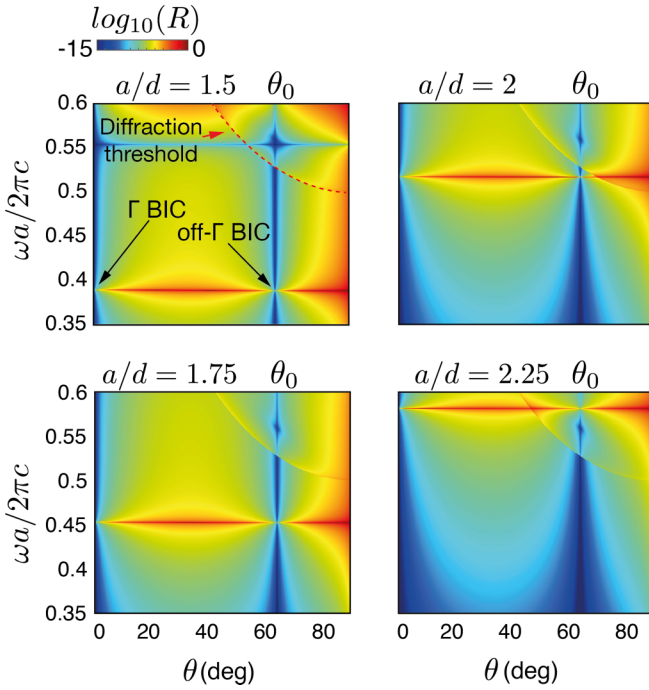 log₁₀(R)
-15 0
a/d = 1.5 θ₀
a/d = 2 θ₀
ωa/2πc
0.6
0.55
0.5
0.45
0.4
0.35
Diffraction
threshold
Γ BIC
off-Γ BIC
a/d = 1.75 θ₀
a/d = 2.25 θ₀
ωa/2πc
0.6
0.55
0.5
0.45
0.4
0.35
0 20 40 60 80
0 20 40 60 80
θ (deg)
θ (deg)